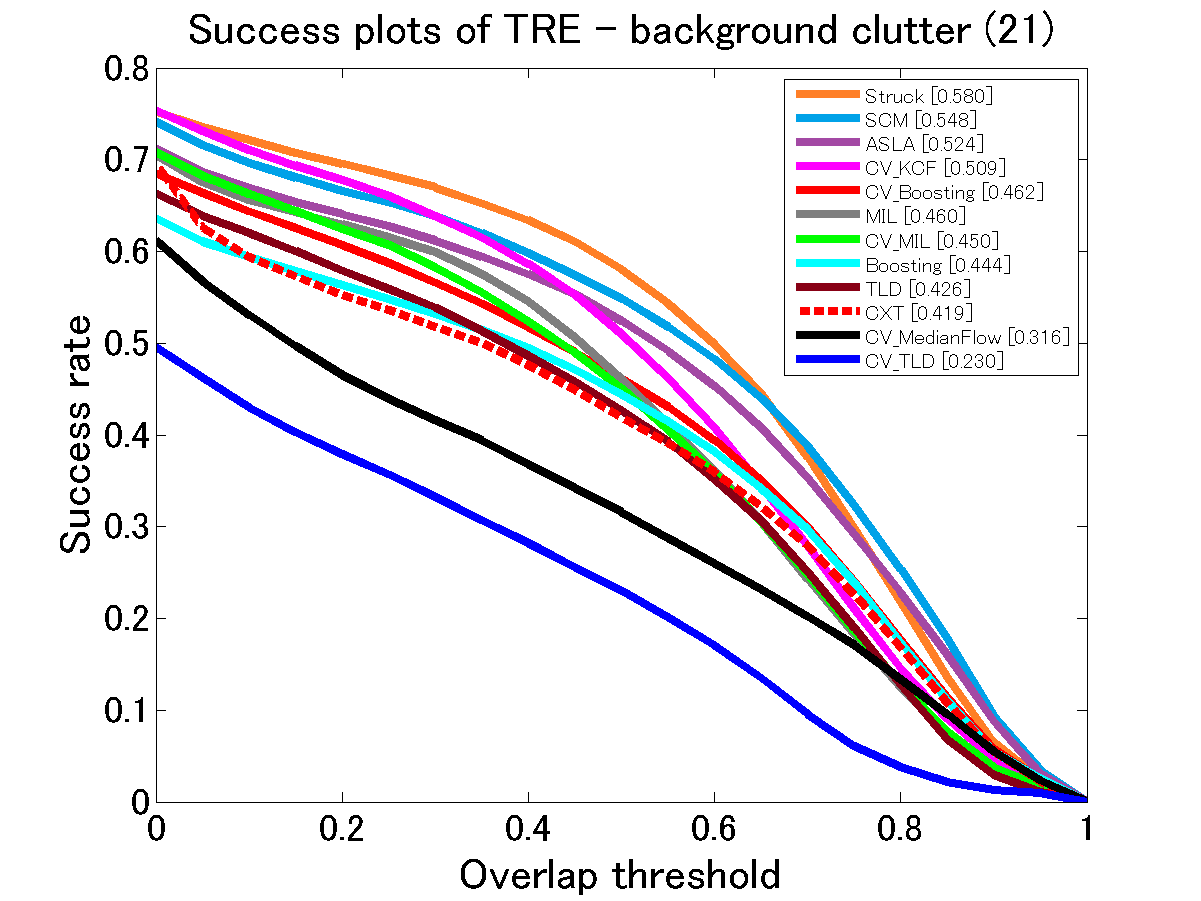 Success plots of TRE – background clutter (21)
0.8
0.7
0.6
0.5
0.4
0.3
0.2
0.1
0
Success rate
Struck [0.580]
SCM [0.548]
ASLA [0.524]
CV_KCF [0.509]
CV_Boosting [0.462]
MIL [0.460]
CV_MIL [0.450]
Boosting [0.444]
TLD [0.426]
CXT [0.419]
CV_MedianFlow [0.316]
CV_TLD [0.230]
0 0.2 0.4 0.6 0.8 1
Overlap threshold